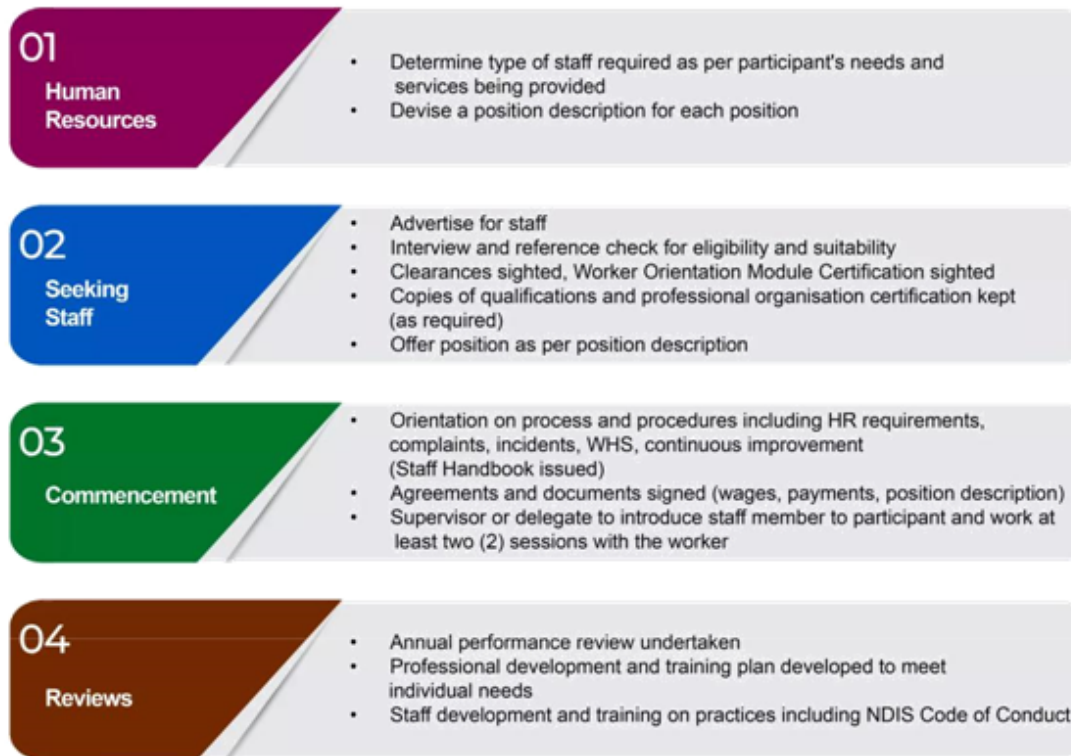 01
Human
Resources
• Determine type of staff required as per participant's needs and
services being provided
• Devise a position description for each position
02
Seeking
Staff
• Advertise for staff
• Interview and reference check for eligibility and suitability
• Clearances sighted, Worker Orientation Module Certification sighted
• Copies of qualifications and professional organisation certification kept
(as required)
• Offer position as per position description
03
Commencement
• Orientation on process and procedures including HR requirements,
complaints, incidents, WHS, continuous improvement
(Staff Handbook issued)
• Agreements and documents signed (wages, payments, position description)
• Supervisor or delegate to introduce staff member to participant and work at
least two (2) sessions with the worker
04
Reviews
• Annual performance review undertaken
• Professional development and training plan developed to meet
individual needs
• Staff development and training on practices including NDIS Code of Conduct